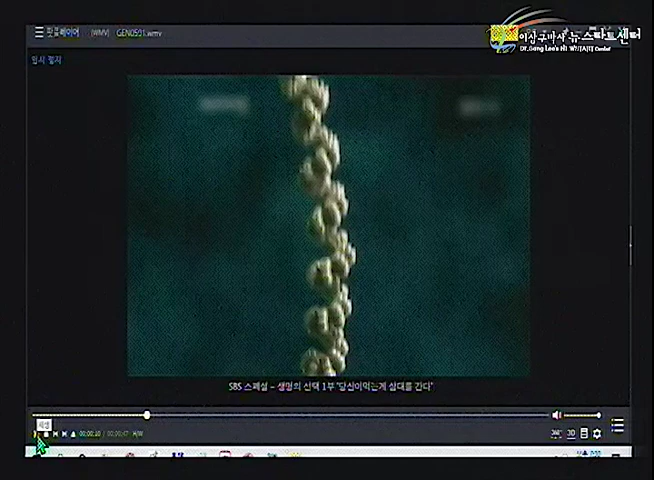 팟플레이어 (WMV) GEN0501.wmv
이상구박사 뉴스타트센터
Dr.Sang Lee's NEWSTART Center
일시 정지
SBS 스페셜 - 생명의 선택 1부 "당신이먹는게 삼대를 간다"
재생
00:00:10 / 00:00:47 H/W
360° 3D